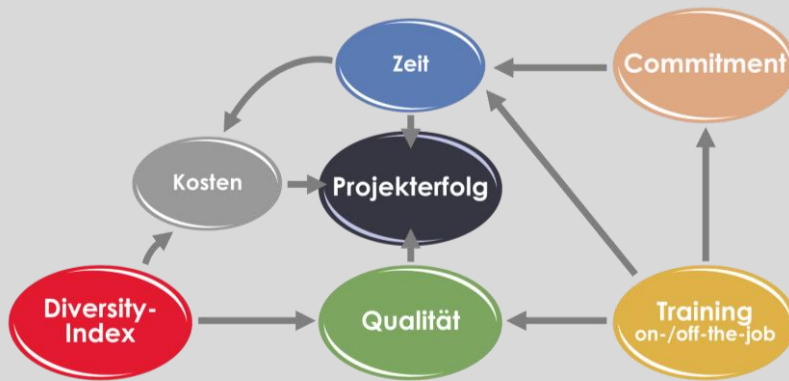 Zeit
Commitment
Kosten
Projekterfolg
Diversity-
Index
Qualität
Training
on-/off-the-job